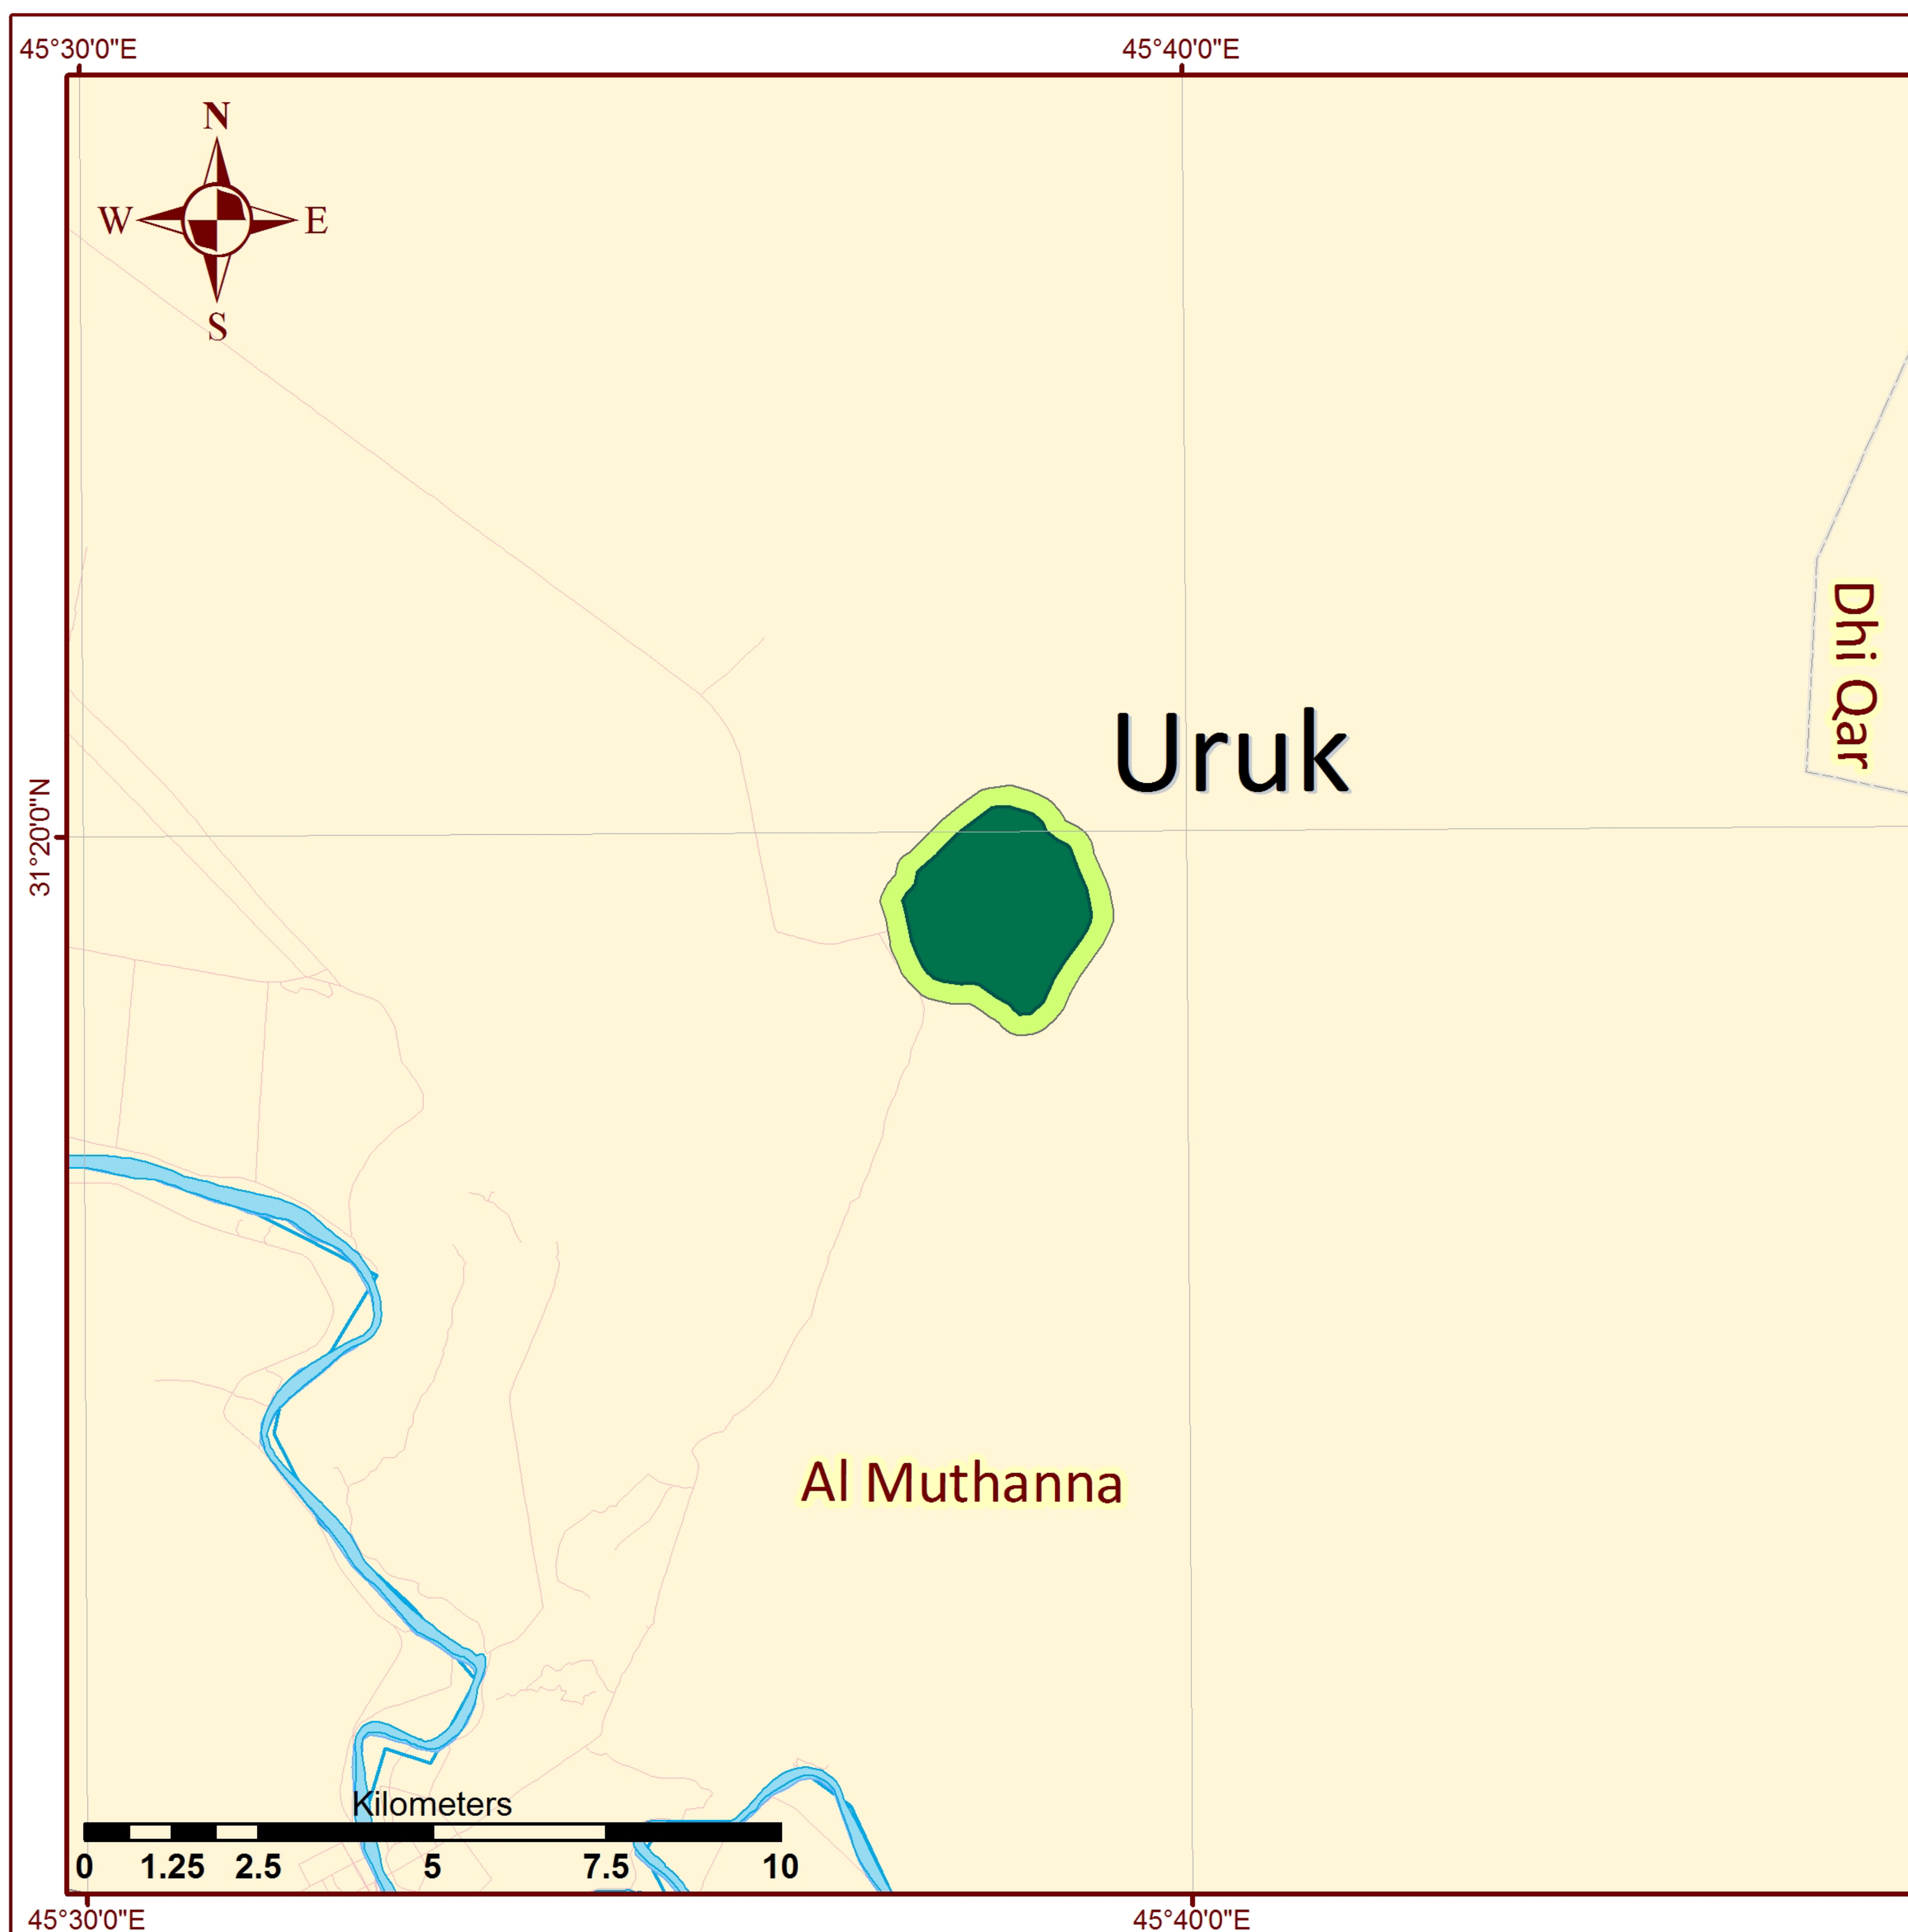 45°30'0"E
45°40'0"E
N
W
E
S
Dhi Qar
Uruk
31°20'0"N
Al Muthanna
Kilometers
0 1.25 2.5 5 7.5 10
45°30'0"E
45°40'0"E